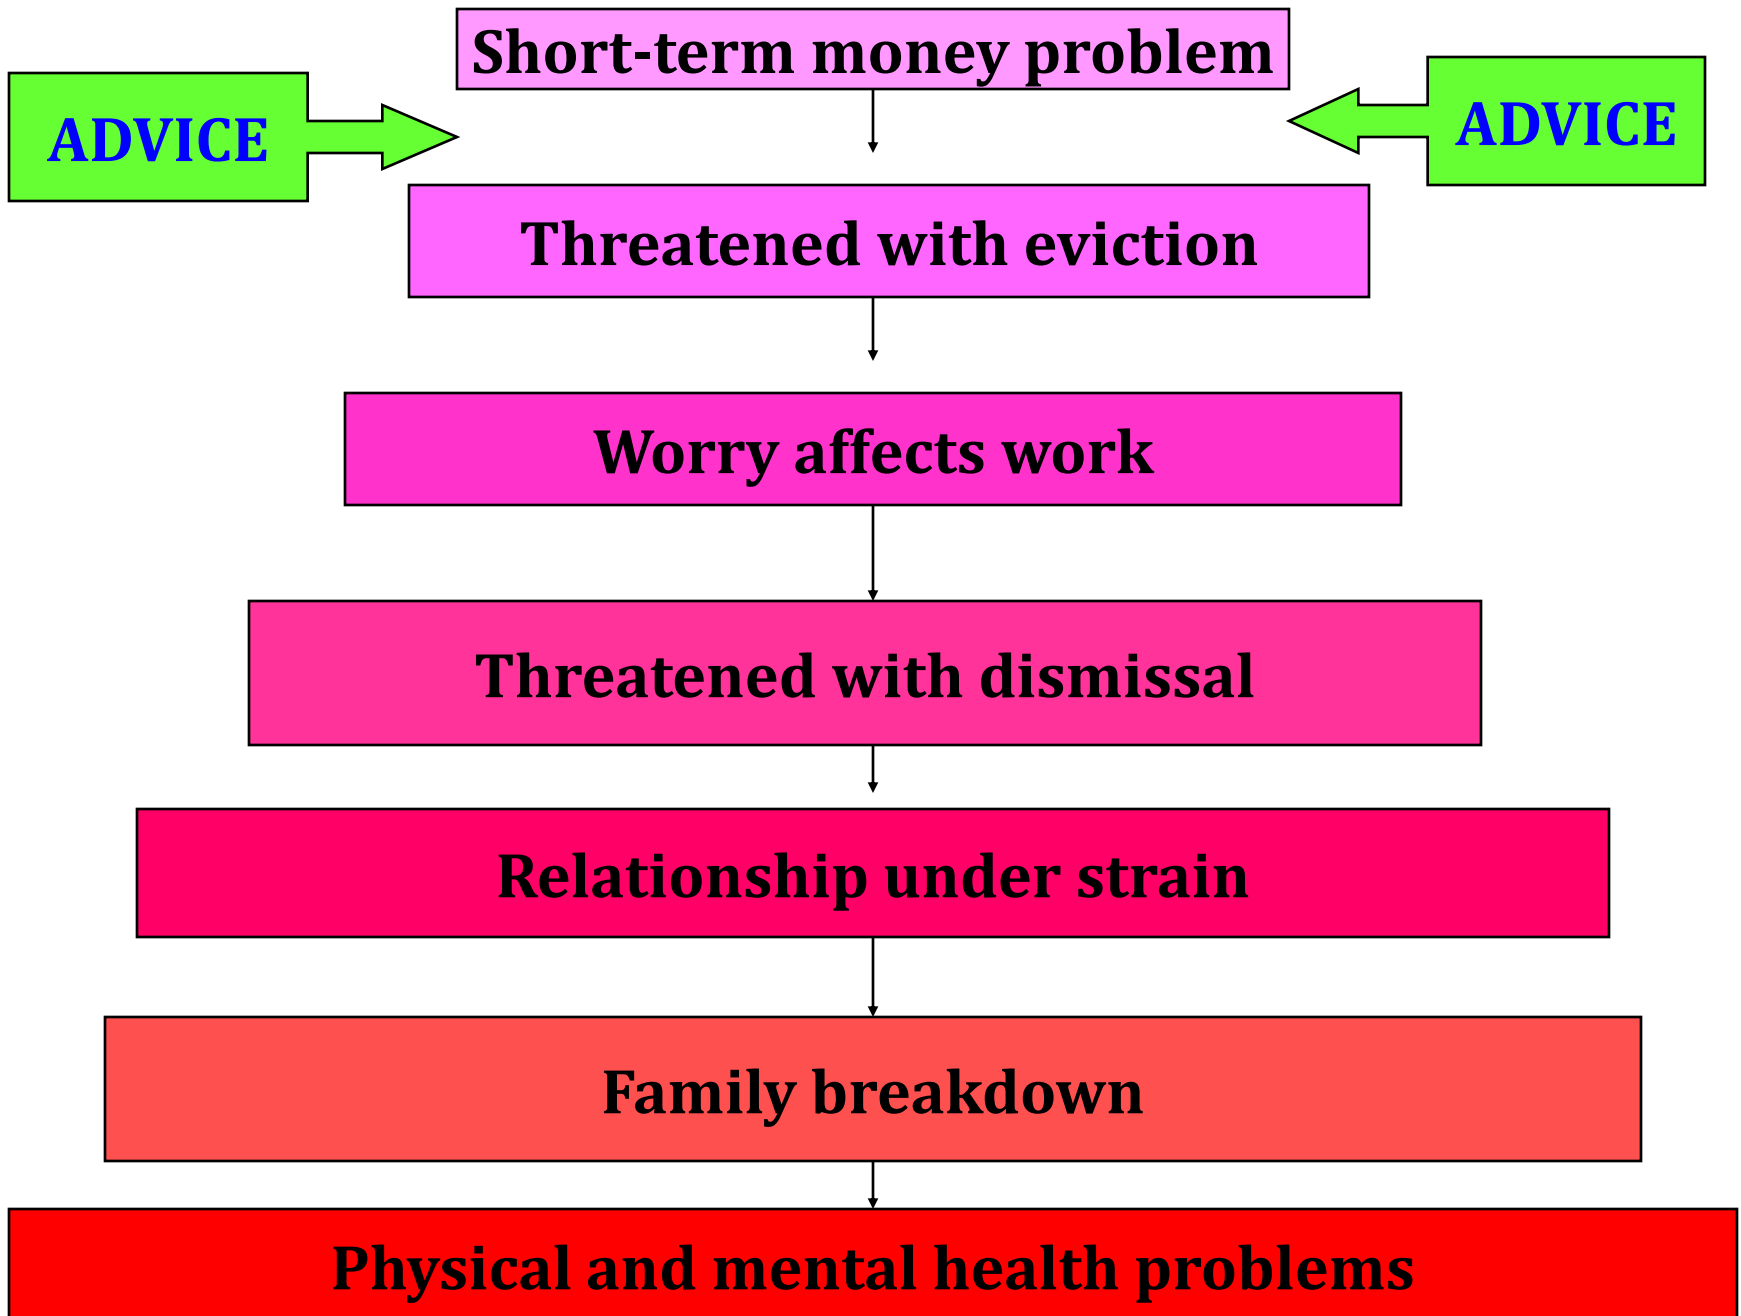 Short-term money problem
ADVICE
ADVICE
Threatened with eviction
Worry affects work
Threatened with dismissal
Relationship under strain
Family breakdown
Physical and mental health problems